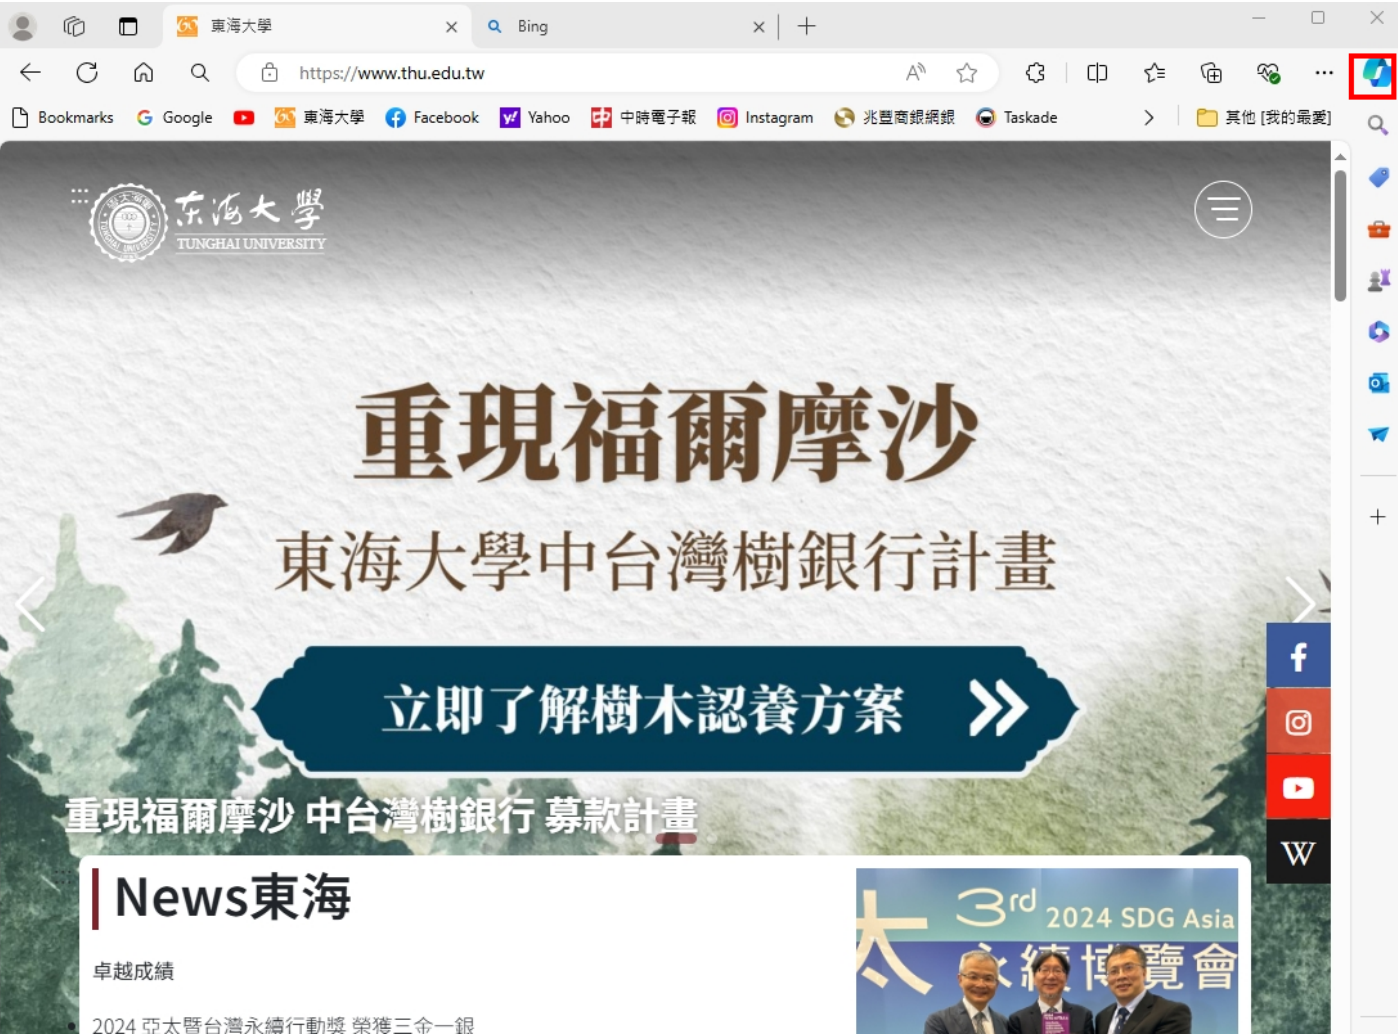 東海大學
Bing
https://www.thu.edu.tw
Bookmarks
Google
東海大學
Facebook
Yahoo
中時電子報
Instagram
兆豐商銀網銀
Taskade
其他 [我的最愛]
东海大學
TUNGHAI UNIVERSITY
重現福爾摩沙
東海大學中台灣樹銀行計畫
立即了解樹木認養方案
重現福爾摩沙 中台灣樹銀行 募款計畫
W
News東海
3rd 2024 SDG Asia
太 永續博覽會
卓越成績
2024 亞太暨台灣永續行動獎 榮獲三金一銀